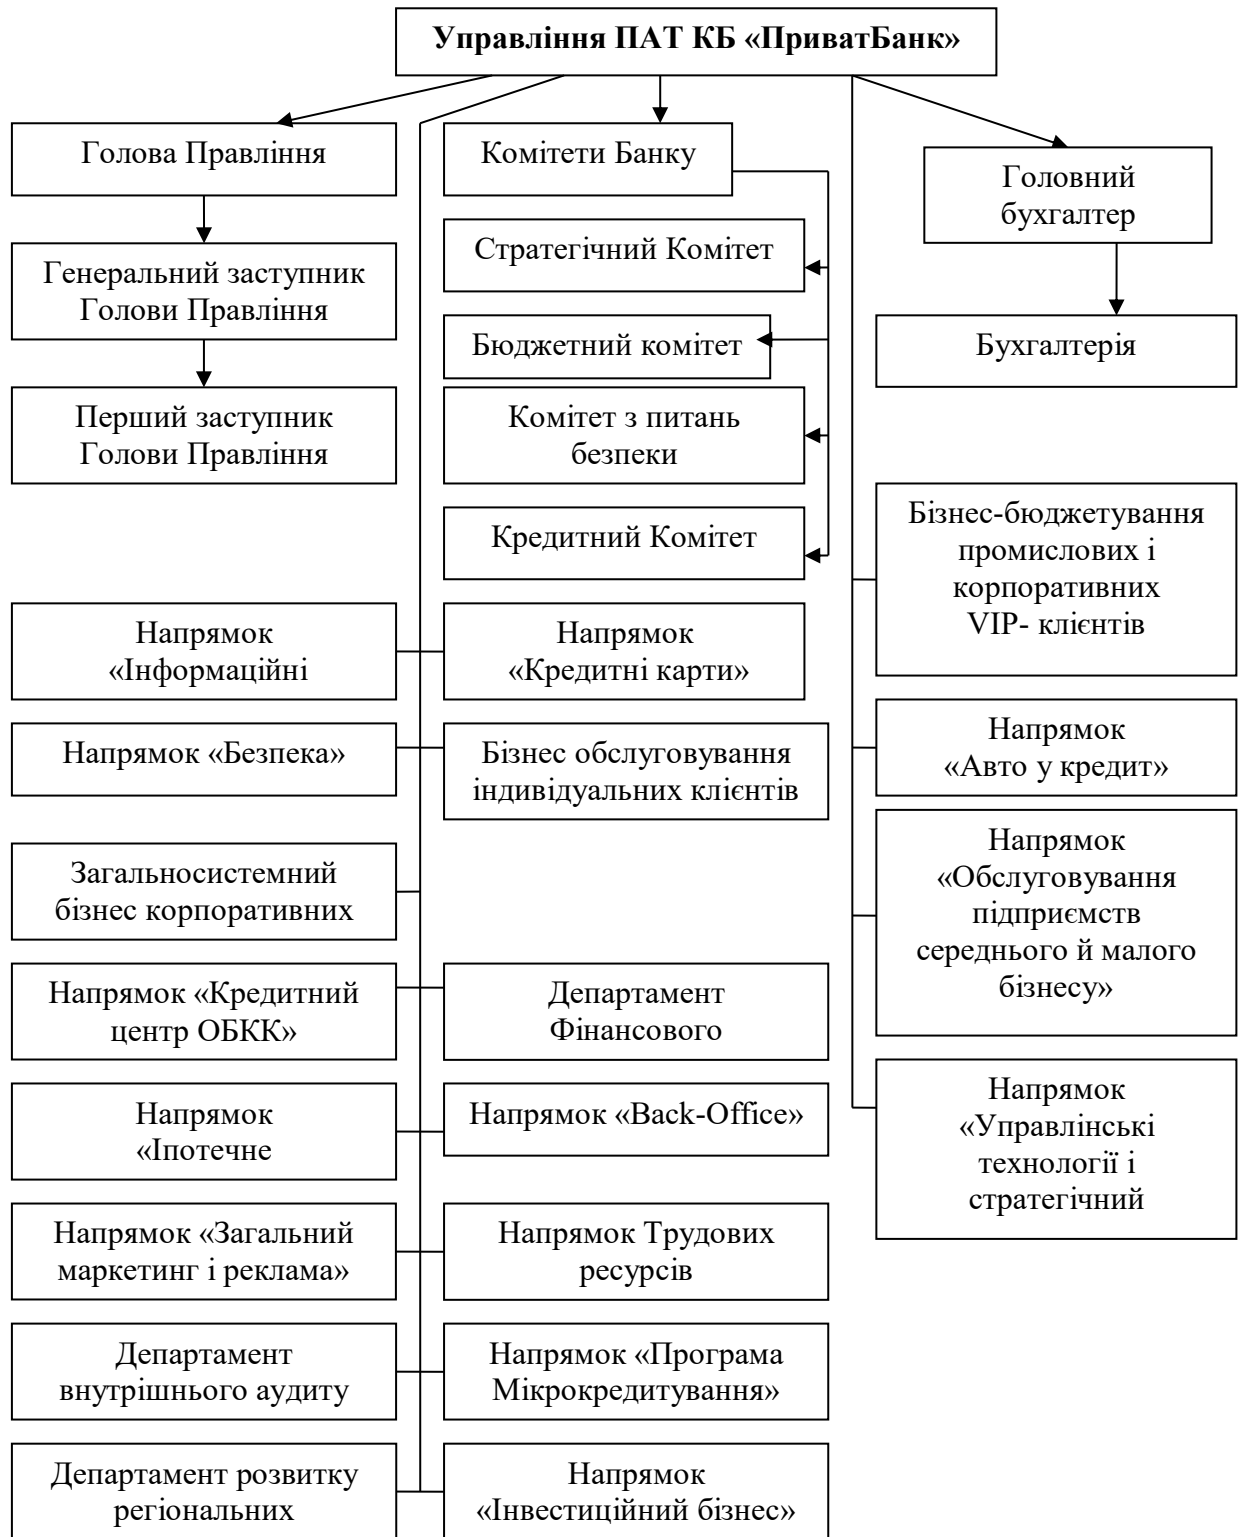 Управління ПАТ КБ «ПриватБанк»
Голова Правління
Генеральний заступник
Голови Правління
Перший заступник
Голови Правління
Комітети Банку
Стратегічний Комітет
Бюджетний комітет
Комітет з питань
безпеки
Кредитний Комітет
Головний
бухгалтер
Бухгалтерія
Напрямок
«Інформаційні
Напрямок
«Кредитні карти»
Напрямок «Безпека»
Бізнес обслуговування
індивідуальних клієнтів
Загальносистемний
бізнес корпоративних
Напрямок «Кредитний
центр ОБКК»
Департамент
Фінансового
Напрямок
«Іпотечне
Напрямок «Back-Office»
Напрямок «Загальний
маркетинг і реклама»
Напрямок Трудових
ресурсів
Департамент
внутрішнього аудиту
Напрямок «Програма
Мікрокредитування»
Департамент розвитку
регіональних
Напрямок
«Інвестиційний бізнес»
Бізнес-бюджетування
промислових і
корпоративних
VIP- клієнтів
Напрямок
«Авто у кредит»
Напрямок
«Обслуговування
підприємств
середнього й малого
бізнесу»
Напрямок
«Управлінські
технології і
стратегічний